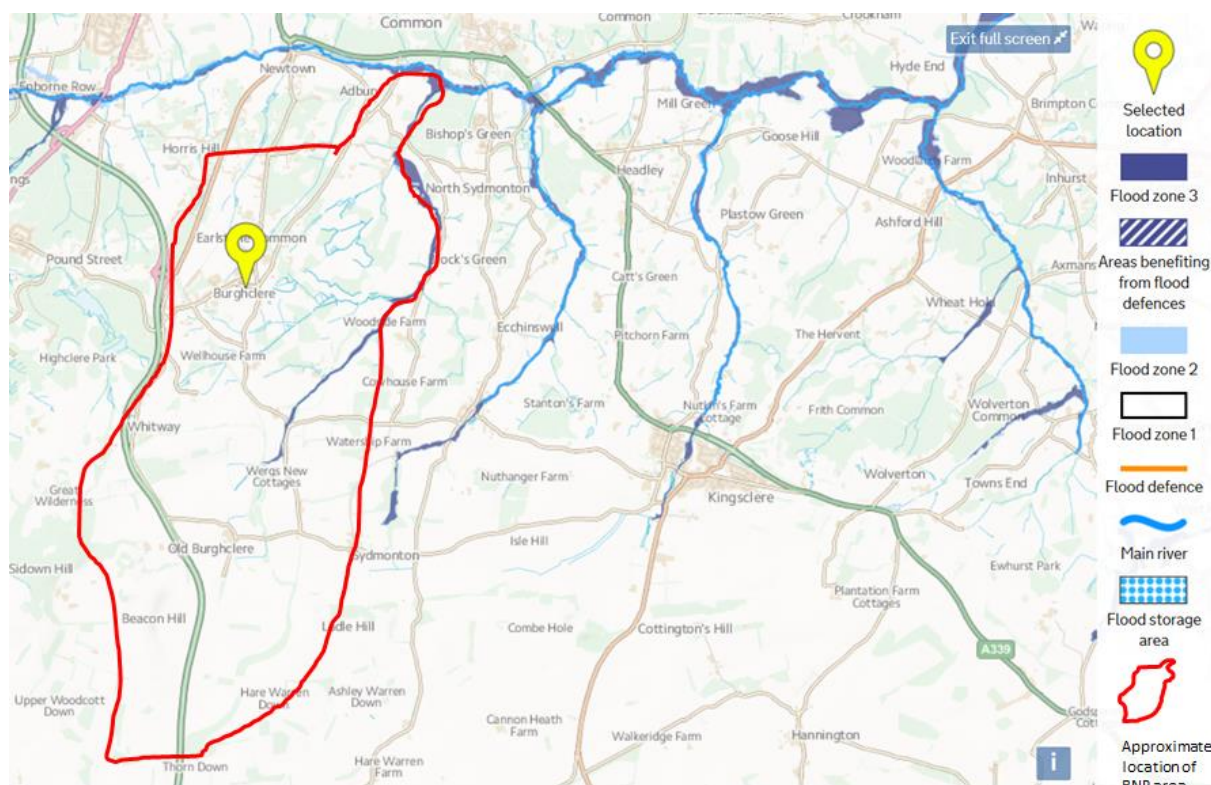 Common
Common
Crookham
Exit full screen
Newtown
Hyde End
Enborne Row
Adbury
Mill Green
Brimpton
Bishop's Green
Goose Hill
Horris Hill
Headley
Woodlands Farm
Inhurst
North Sydmonton
Plastow Green
Ashford Hill
Common
Pound Street
Catt's Green
Burghclere
Wheat Hold
Woodside Farm
Ecchinswell
Pitchorn Farm
The Hervent
Highclere Park
Wellhouse Farm
Cowhouse Farm
Stanton's Farm
Nuthen's Farm
Cottage
Frith Common
Wolverton
Common
Whitway
Watership Farm
Wergs New
Cottages
Nuthanger Farm
Kingsclere
Wolverton
Towns End
Great
Wilderness
Old Burghclere
Sydmonton
Isle Hill
Sidown Hill
Ewhurst Park
Plantation Farm
Cottages
Beacon Hill
Ladle Hill
Combe Hole
Cottington's Hill
A339
Upper Woodcott
Down
Hare Warren
Down
Ashley Warren
Down
Cannon Heath
Farm
Walkeridge Farm
Hannington
Thorn Down
Hare Warren
Farm
i
Selected
location
Flood zone 3
Areas benefiting
from flood
defences
Flood zone 2
Flood zone 1
Flood defence
Main river
Flood storage
area
Approximate
location of
BNP area